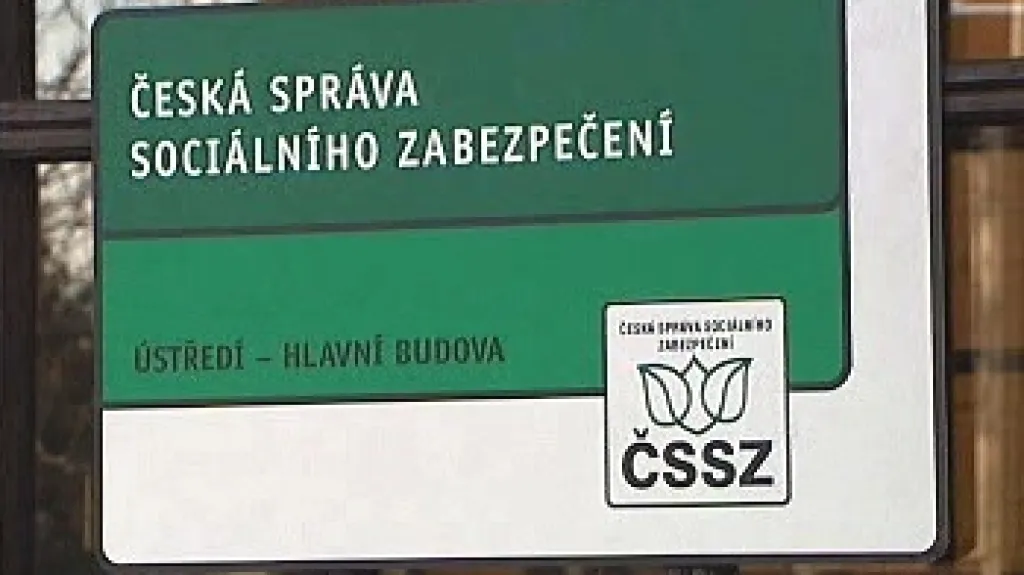 ČESKÁ SPRÁVA
SOCIÁLNÍHO ZABEZPEČENÍ
ÚSTŘEDÍ – HLAVNÍ BUDOVA
ČESKÁ SPRÁVA SOCIÁLNÍHO
ZABEZPEČENÍ
ČSSZ